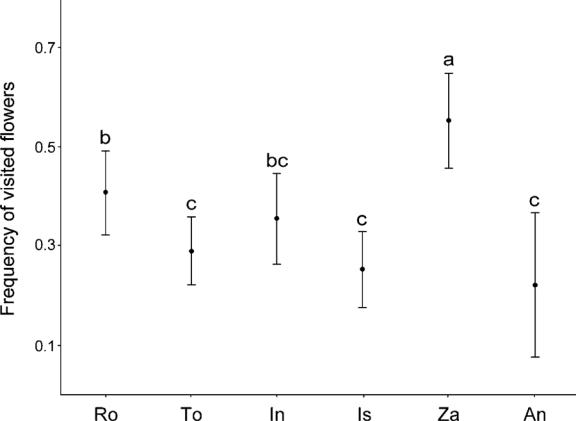 Frequency of visited flowers
0.7
0.5
0.3
0.1
b
c
bc
c
a
c
Ro To In Is Za An